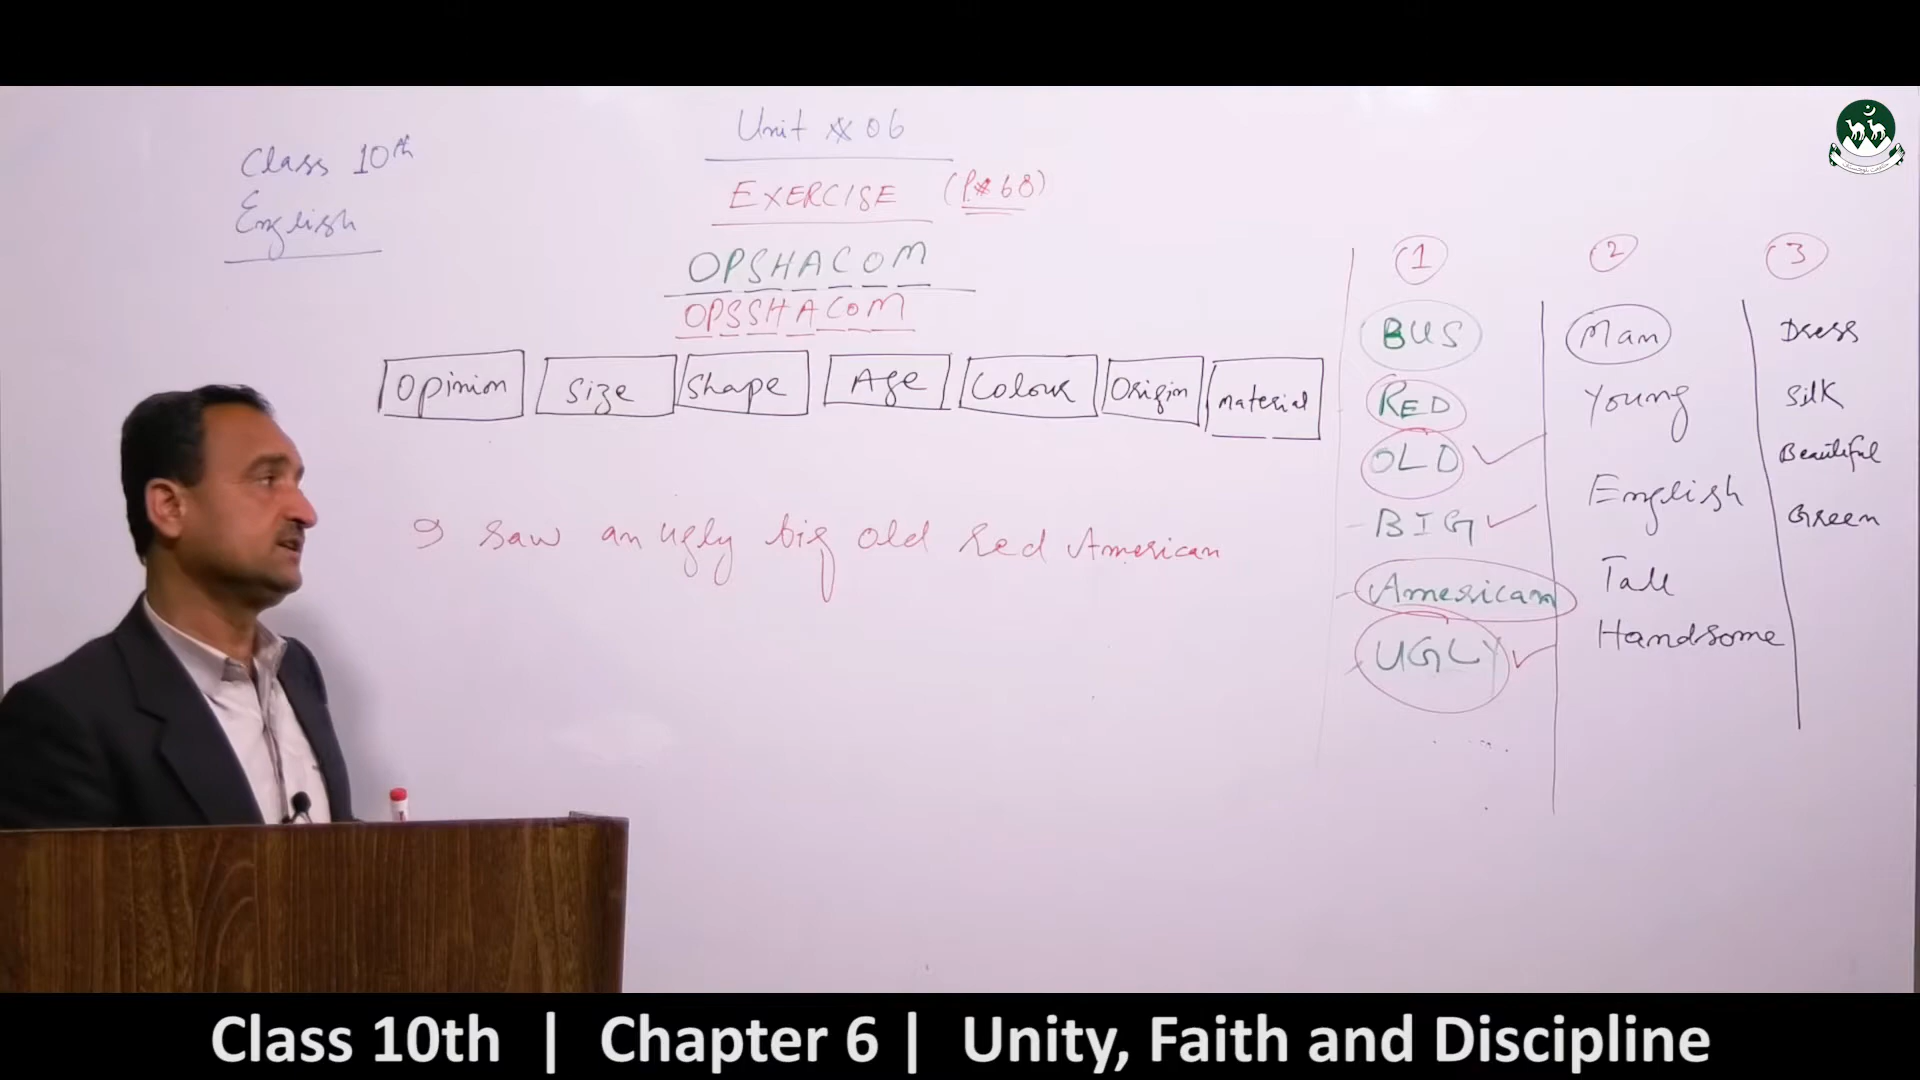 Class 10th
English
Unit # 06
EXERCISE (P# 68)
OPSHACOM
OPSSHACOM
Opinion Size Shape Age Colour Origin material
I saw an ugly big old red American
1
BUS
RED
OLD
BIG
American
UGLY
2
Man
Young
English
Tall
Handsome
3
Dress
Silk
Beautiful
Green
Class 10th | Chapter 6 | Unity, Faith and Discipline